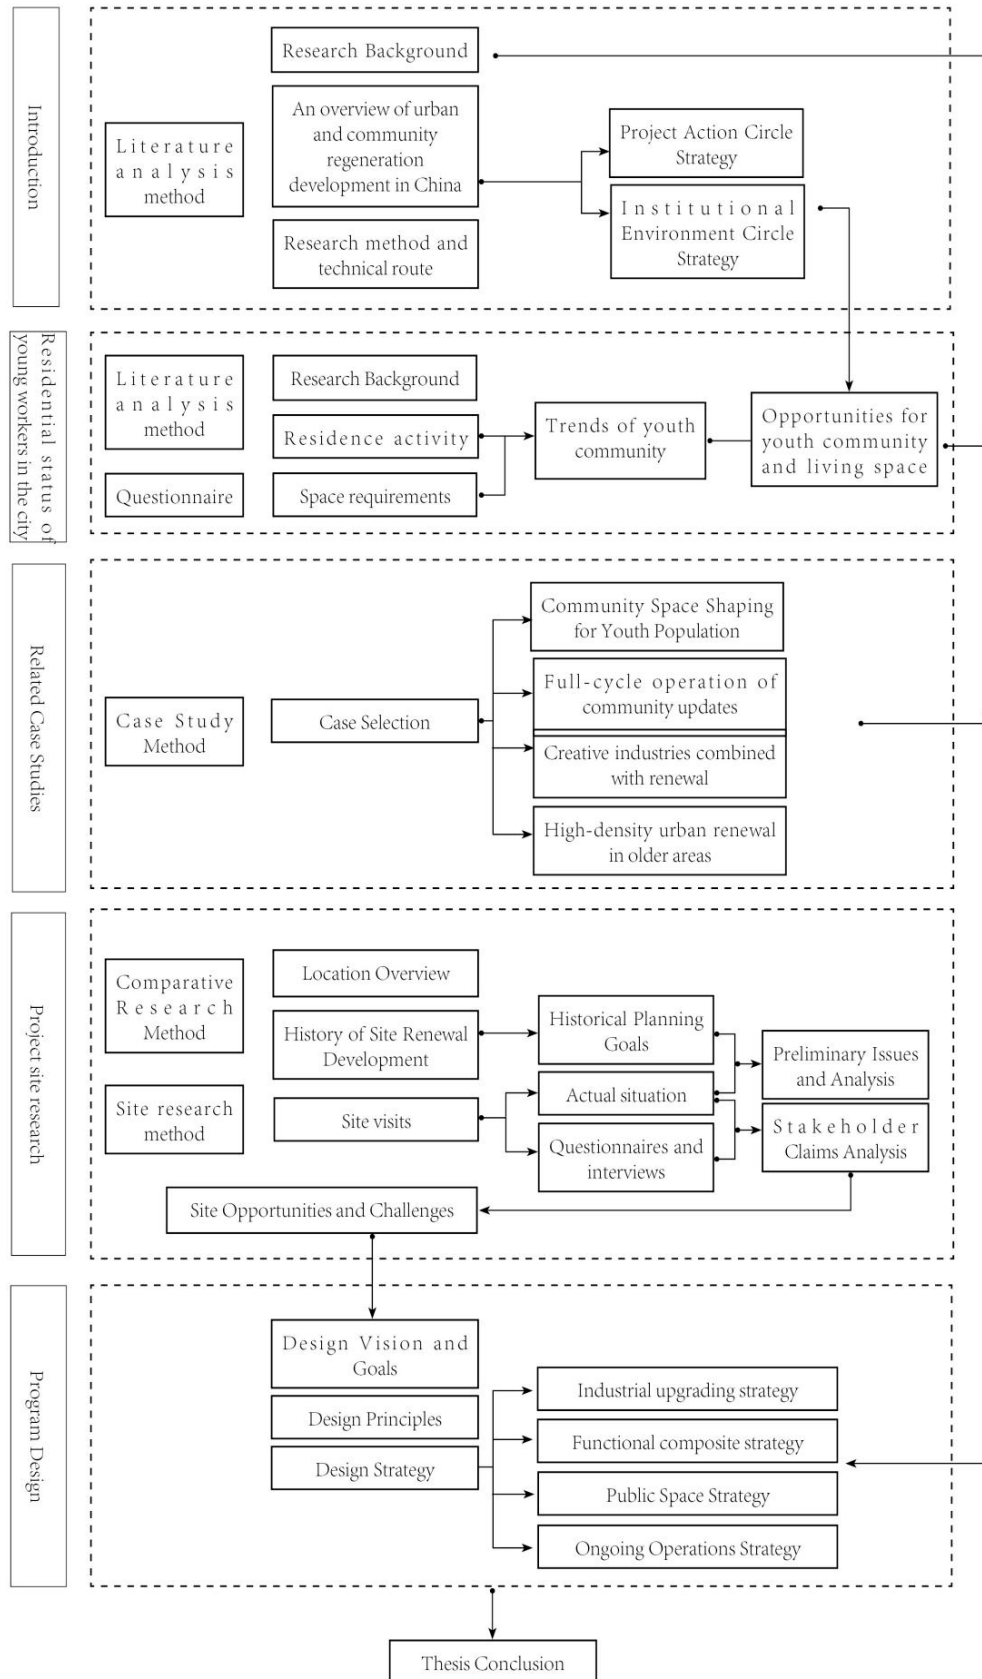 Introduction
Literature
analysis
method
Research Background
An overview of urban
and community
regeneration
development in China
Research method and
technical route
Project Action Circle
Strategy
Institutional
Environment Circle
Strategy
Residential status of
young workers in the city
Literature
analysis
method
Questionnaire
Research Background
Residence activity
Space requirements
Trends of youth
community
Opportunities for
youth community
and living space
Related Case Studies
Case Study
Method
Case Selection
Community Space Shaping
for Youth Population
Full-cycle operation of
community updates
Creative industries combined
with renewal
High-density urban renewal
in older areas
Project site research
Comparative
Research
Method
Site research
method
Location Overview
History of Site Renewal
Development
Site visits
Historical Planning
Goals
Actual situation
Questionnaires and
interviews
Preliminary Issues
and Analysis
Stakeholder
Claims Analysis
Site Opportunities and Challenges
Program Design
Design Vision and
Goals
Design Principles
Design Strategy
Industrial upgrading strategy
Functional composite strategy
Public Space Strategy
Ongoing Operations Strategy
Thesis Conclusion